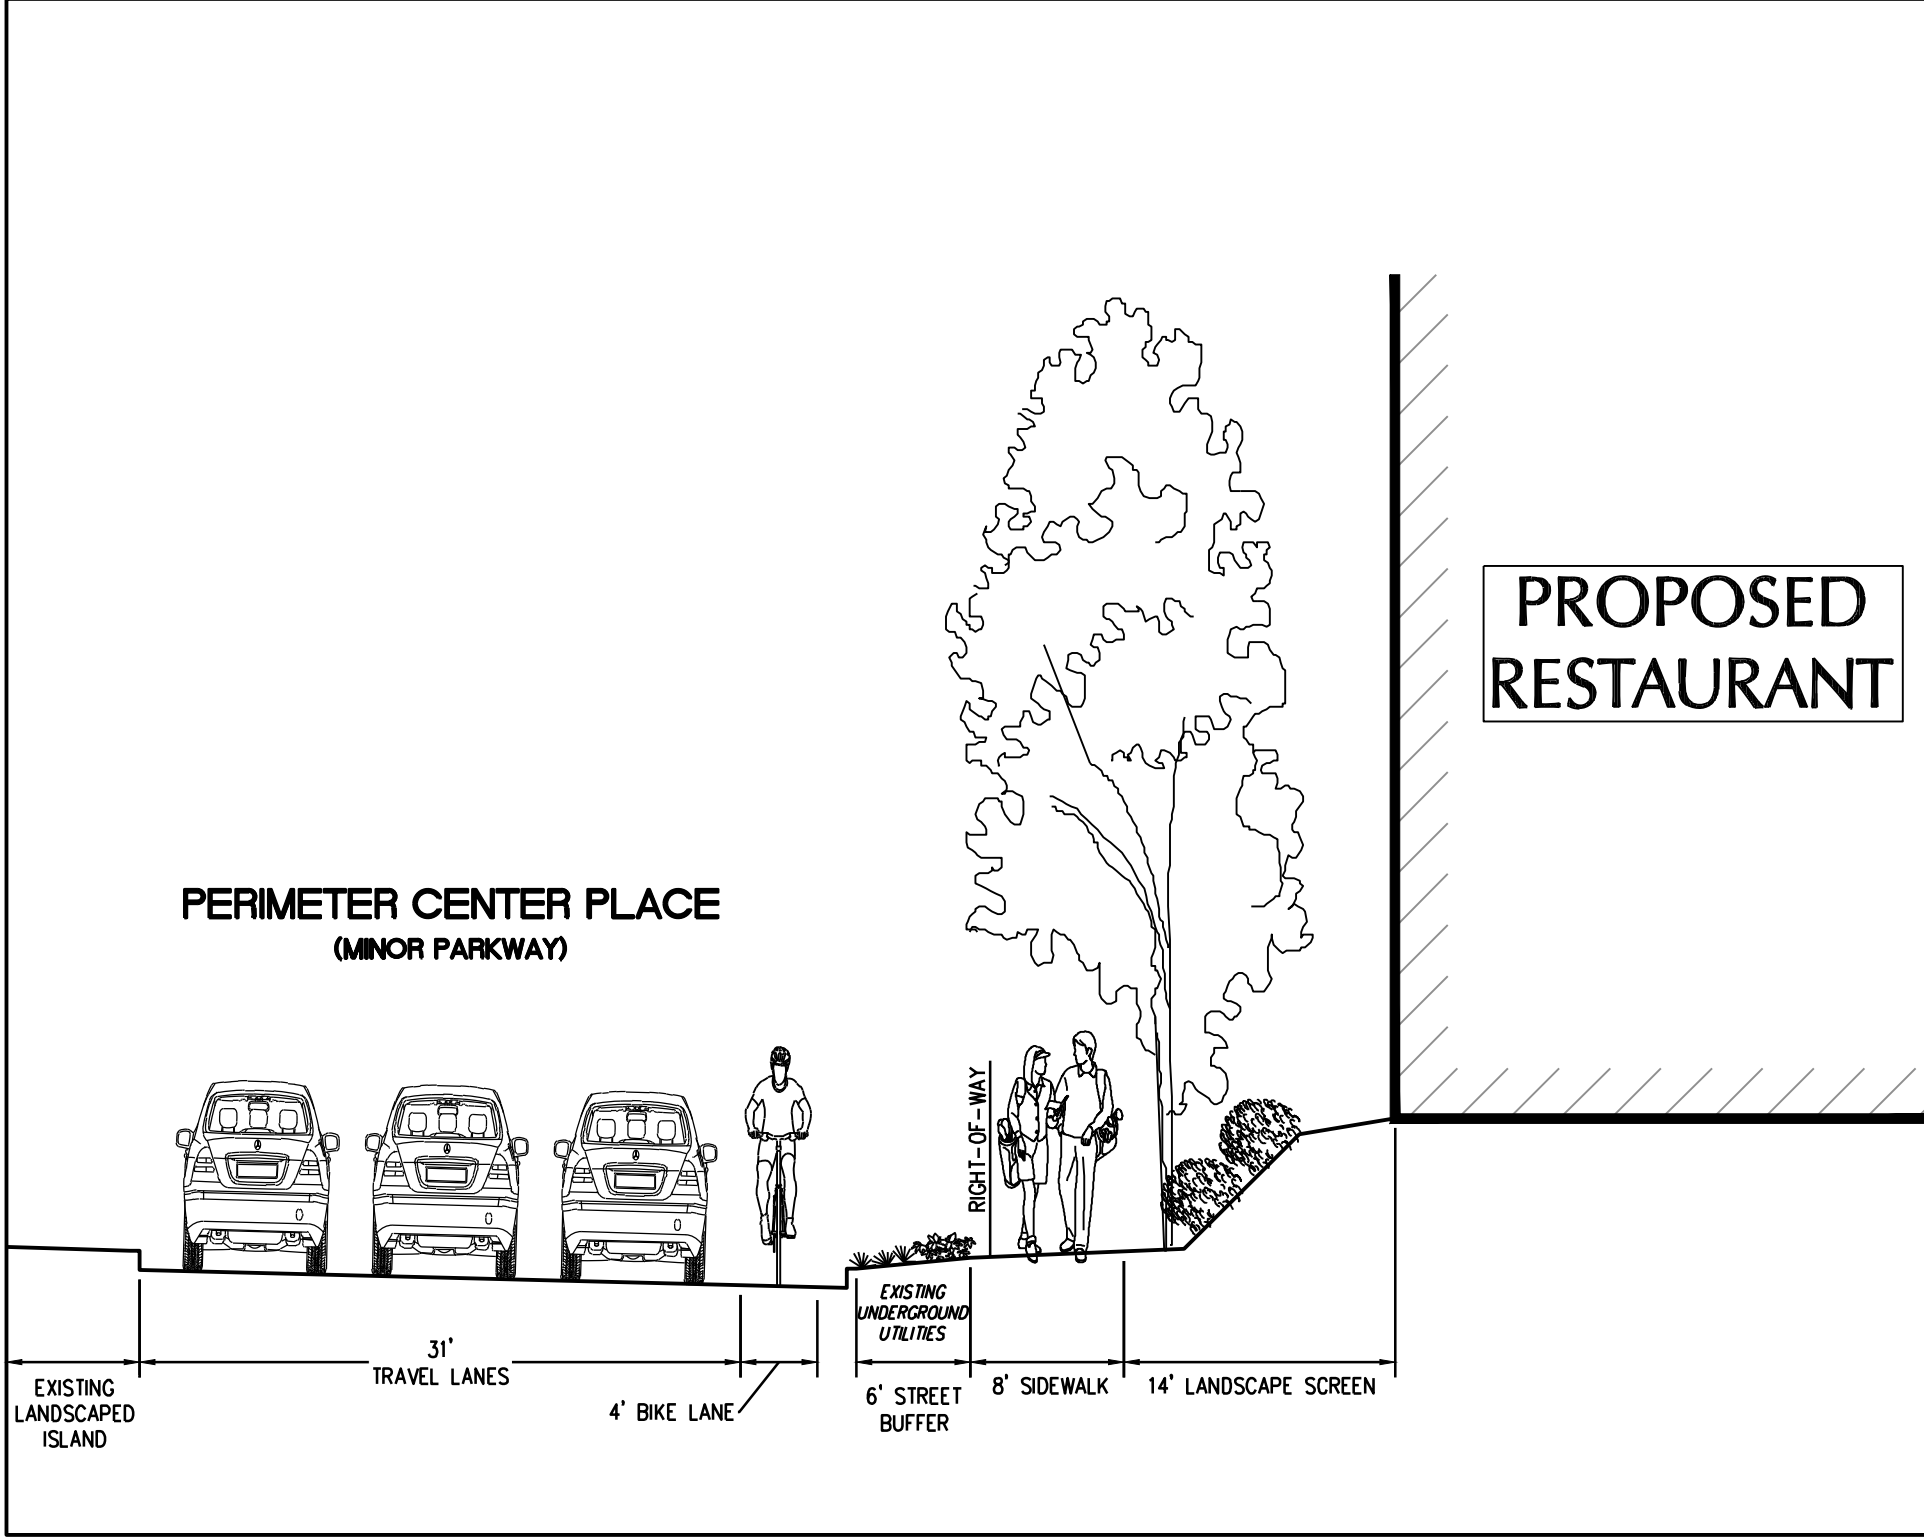 PROPOSED
RESTAURANT
PERIMETER CENTER PLACE
(MINOR PARKWAY)
RIGHT-OF-WAY
EXISTING
UNDERGROUND
UTILITIES
31'
TRAVEL LANES
EXISTING
LANDSCAPED
ISLAND
4' BIKE LANE
6' STREET
BUFFER
8' SIDEWALK
14' LANDSCAPE SCREEN